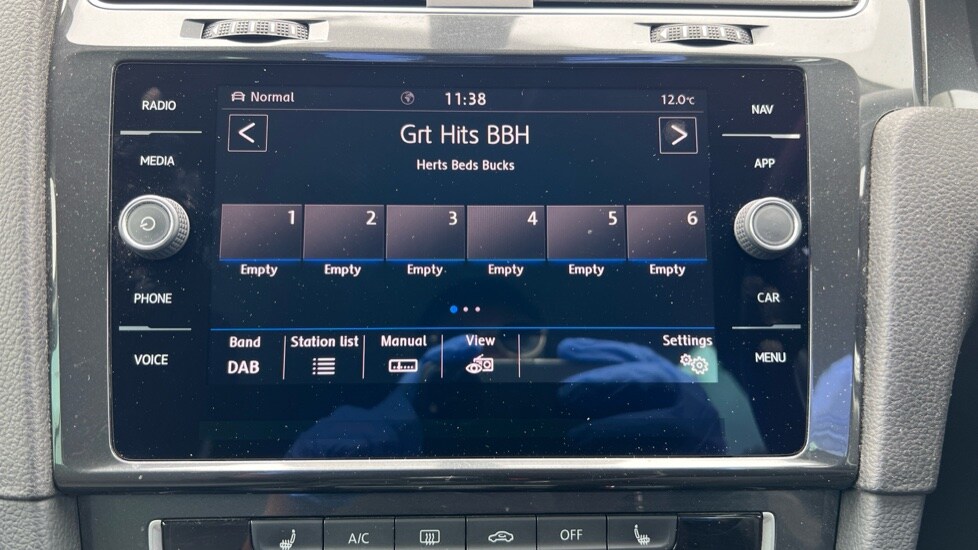 RADIO
MEDIA
PHONE
VOICE
Normal 11:38 12.0°C
< Grt Hits BBH >
Herts Beds Bucks
1 2 3 4 5 6
Empty Empty Empty Empty Empty Empty
Band Station list Manual View Settings
DAB
NAV
APP
CAR
MENU
A/C OFF